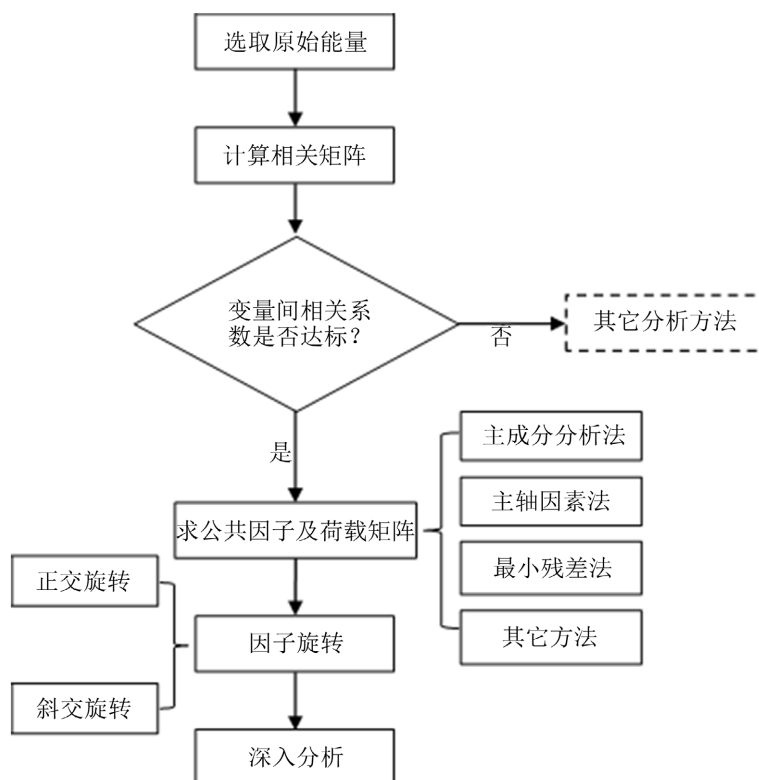 选取原始能量
计算相关矩阵
变量间相关系
数是否达标？
否
其它分析方法
是
主成分分析法
主轴因素法
求公共因子及荷载矩阵
最小残差法
其它方法
正交旋转
因子旋转
斜交旋转
深入分析